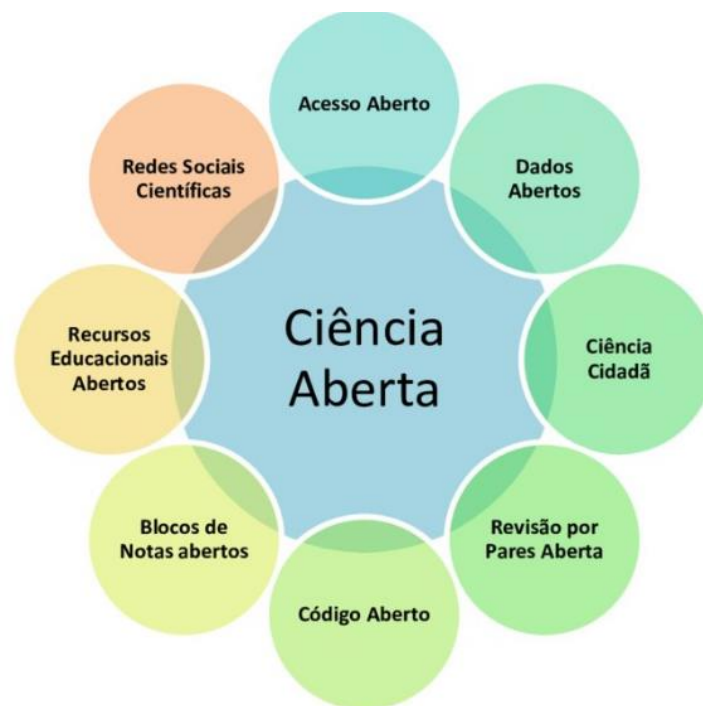 Acesso Aberto
Dados
Abertos
Ciência
Cidadã
Revisão por
Pares Aberta
Código Aberto
Blocos de
Notas abertos
Recursos
Educacionais
Abertos
Redes Sociais
Científicas
Ciência
Aberta